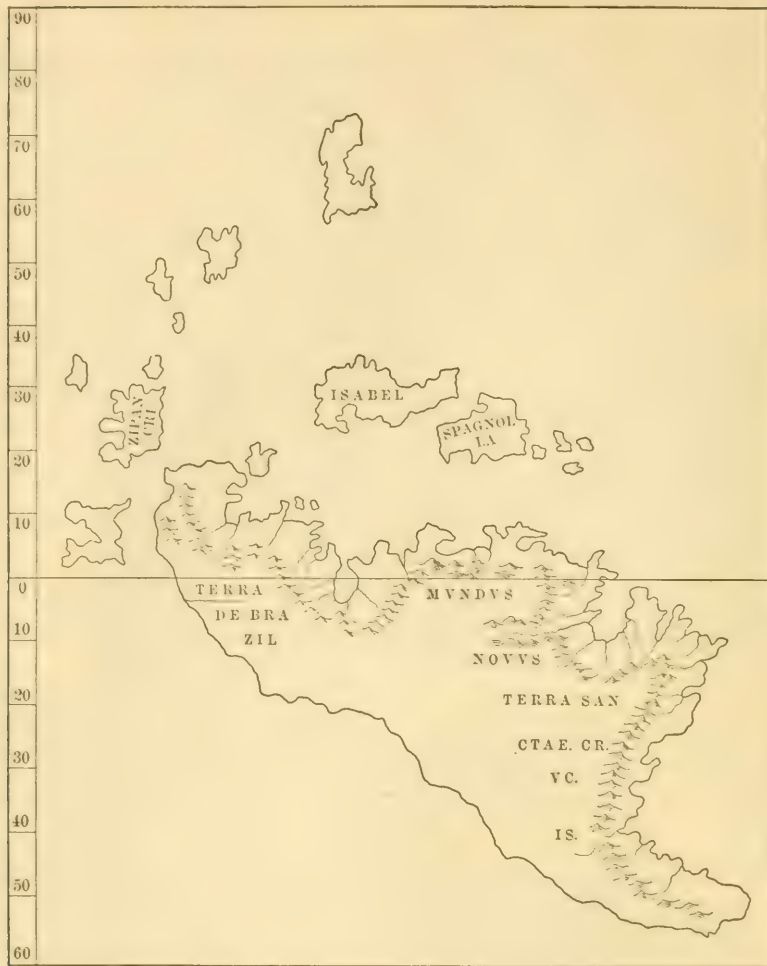 90
80
70
60
50
40
30
20
10
0
10
20
30
40
50
60
ISABEL
ZIPAN
CRI
SPAGNOL
LA
TERRA
DE BRA
ZIL
MVNDVS
NOVVS
TERRA SAN
CTAE. CR.
VC.
IS.